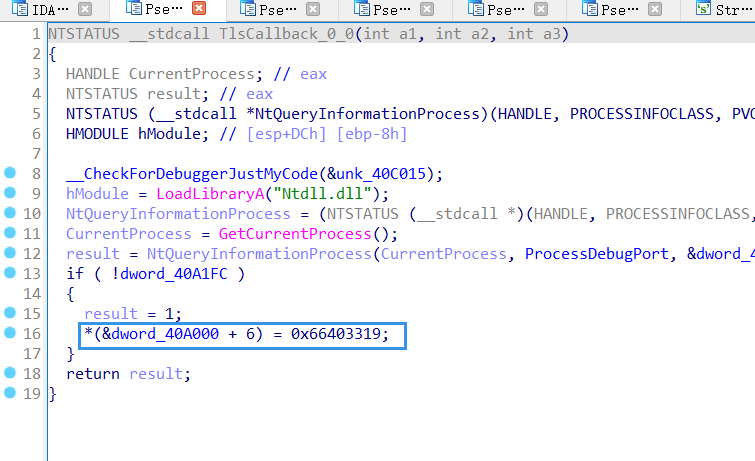 IDA··· Pse··· Pse··· Pse··· Pse··· Pse··· Str···
1 NTSTATUS __stdcall TlsCallback_0_0(int a1, int a2, int a3)
2 {
3 HANDLE CurrentProcess; // eax
4 NTSTATUS result; // eax
5 NTSTATUS (__stdcall *NtQueryInformationProcess)(HANDLE, PROCESSINFOCLASS, PVO
6 HMODULE hModule; // [esp+DCh] [ebp-8h]
7
8 __CheckForDebuggerJustMyCode(&unk_40C015);
9 hModule = LoadLibraryA("Ntdll.dll");
10 NtQueryInformationProcess = (NTSTATUS (__stdcall *)(HANDLE, PROCESSINFOCLASS,
11 CurrentProcess = GetCurrentProcess();
12 result = NtQueryInformationProcess(CurrentProcess, ProcessDebugPort, &dword_4
13 if ( !dword_40A1FC )
14 {
15 result = 1;
16 *(&dword_40A000 + 6) = 0x66403319;
17 }
18 return result;
19 }